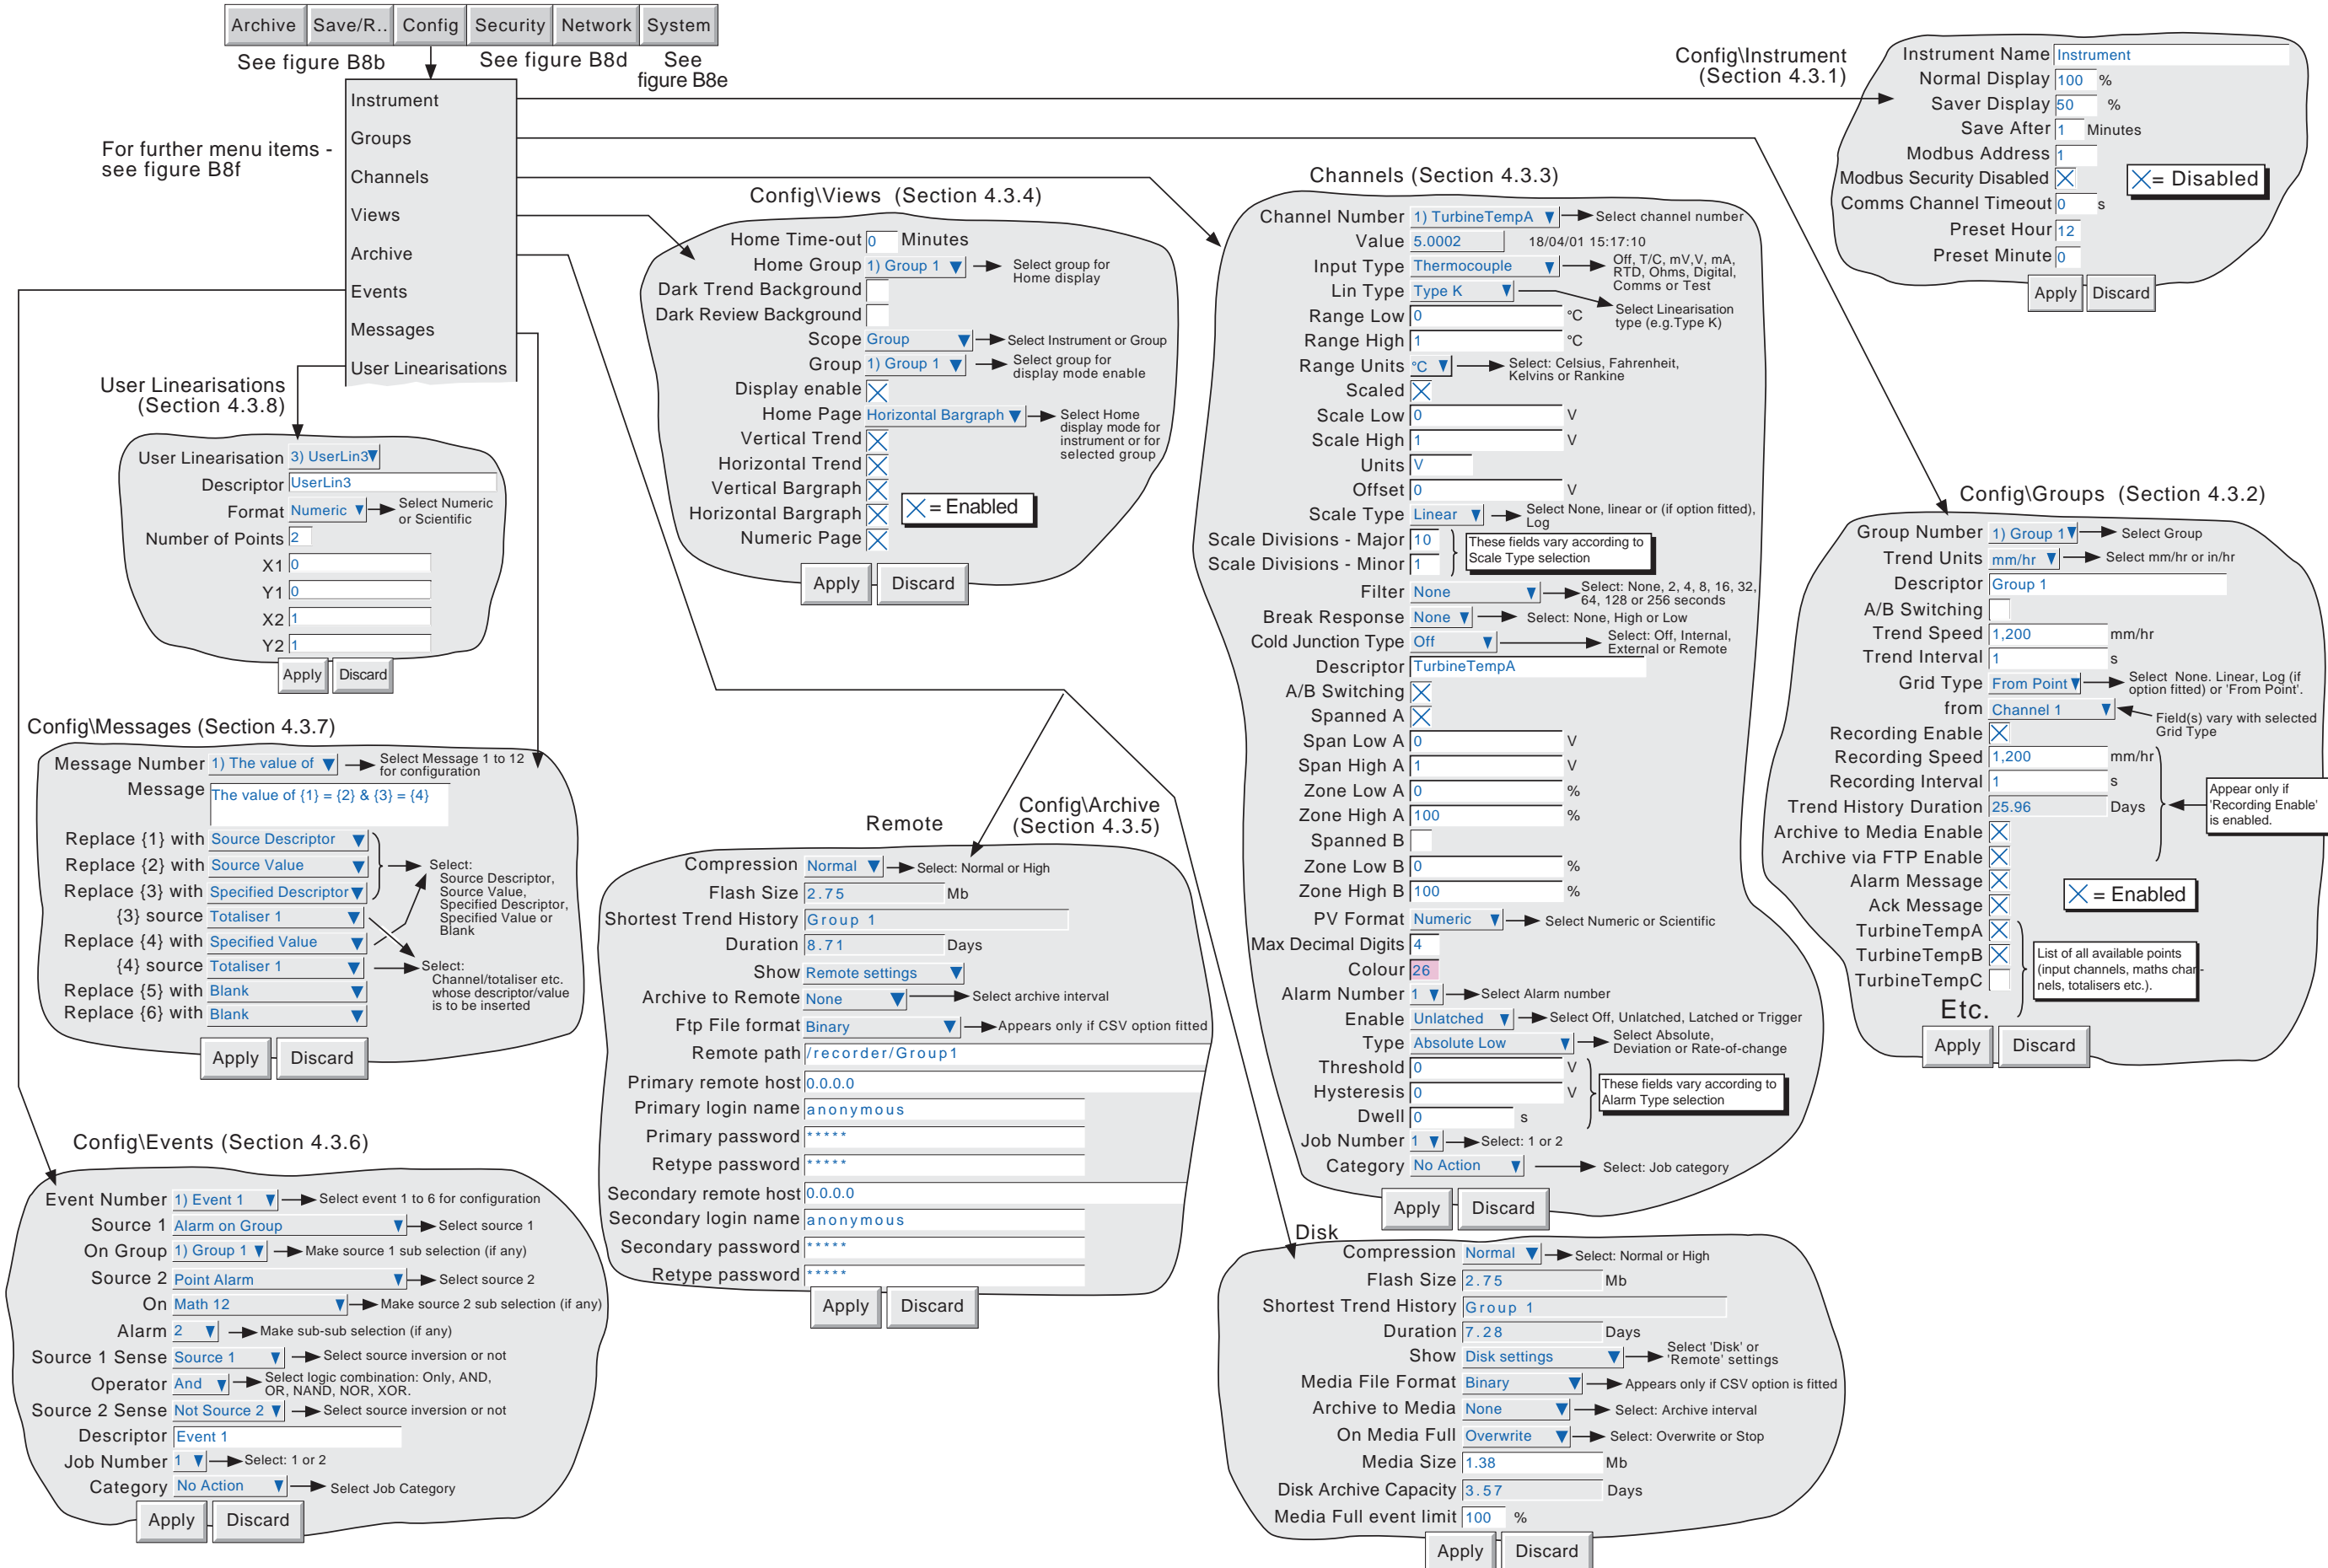 Archive Save/R.. Config Security Network System
See figure B8b
See figure B8d
See
figure B8e
For further menu items -
see figure B8f
Instrument
Groups
Channels
Views
Archive
Events
Messages
User Linearisations
Config\Instrument
(Section 4.3.1)
Instrument Name Instrument
Normal Display 100 %
Saver Display 50 %
Save After 1 Minutes
Modbus Address 1
Modbus Security Disabled
= Disabled
Comms Channel Timeout 0 s
Preset Hour 12
Preset Minute 0
Apply Discard
Config\Views (Section 4.3.4)
Home Time-out 0 Minutes
Home Group 1) Group 1 Select group for
Home display
Dark Trend Background
Dark Review Background
Scope Group Select Instrument or Group
Group 1) Group 1 Select group for
display mode enable
Display enable
Home Page Horizontal Bargraph Select Home
display mode for
instrument or for
selected group
Vertical Trend
Horizontal Trend
Vertical Bargraph
Horizontal Bargraph
= Enabled
Numeric Page
Apply Discard
Channels (Section 4.3.3)
Channel Number 1) TurbineTempA Select channel number
Value 5.0002 18/04/01 15:17:10
Input Type Thermocouple Off, T/C, mV,V, mA,
RTD, Ohms, Digital,
Comms or Test
Lin Type Type K Select Linearisation
type (e.g.Type K)
Range Low 0 °C
Range High 1 °C
Range Units °C Select: Celsius, Fahrenheit,
Kelvins or Rankine
Scaled
Scale Low 0 V
Scale High 1 V
Units V
Offset 0 V
Scale Type Linear Select None, linear or (if option fitted),
Log
Scale Divisions - Major 10
Scale Divisions - Minor 1
These fields vary according to
Scale Type selection
Filter None Select: None, 2, 4, 8, 16, 32,
64, 128 or 256 seconds
Break Response None Select: None, High or Low
Cold Junction Type Off Select: Off, Internal,
External or Remote
Descriptor TurbineTempA
A/B Switching
Spanned A
Span Low A 0 V
Span High A 1 V
Zone Low A 0 %
Zone High A 100 %
Spanned B
Zone Low B 0 %
Zone High B 100 %
PV Format Numeric Select Numeric or Scientific
Max Decimal Digits 4
Colour 26
Alarm Number 1 Select Alarm number
Enable Unlatched Select Off, Unlatched, Latched or Trigger
Type Absolute Low Select Absolute,
Deviation or Rate-of-change
Threshold 0 V
Hysteresis 0 V
These fields vary according to
Alarm Type selection
Dwell 0 s
Job Number 1 Select: 1 or 2
Category No Action Select: Job category
Apply Discard
Config\Groups (Section 4.3.2)
Group Number 1) Group 1 Select Group
Trend Units mm/hr Select mm/hr or in/hr
Descriptor Group 1
A/B Switching
Trend Speed 1,200 mm/hr
Trend Interval 1 s
Grid Type From Point Select None. Linear, Log (if
option fitted) or 'From Point'.
from Channel 1 Field(s) vary with selected
Grid Type
Recording Enable
Recording Speed 1,200 mm/hr
Recording Interval 1 s
Trend History Duration 25.96 Days
Appear only if
'Recording Enable'
is enabled.
Archive to Media Enable
Archive via FTP Enable
Alarm Message
= Enabled
Ack Message
TurbineTempA
TurbineTempB
TurbineTempC
List of all available points
(input channels, maths chan-
nels, totalisers etc.).
Etc.
Apply Discard
User Linearisations
(Section 4.3.8)
User Linearisation 3) UserLin3
Descriptor UserLin3
Format Numeric Select Numeric
or Scientific
Number of Points 2
X1 0
Y1 0
X2 1
Y2 1
Apply Discard
Config\Messages (Section 4.3.7)
Message Number 1) The value of Select Message 1 to 12
for configuration
Message The value of {1} = {2} & {3} = {4}
Replace {1} with Source Descriptor
Replace {2} with Source Value
Replace {3} with Specified Descriptor
Select:
Source Descriptor,
Source Value,
Specified Descriptor,
Specified Value or
Blank
{3} source Totaliser 1
Replace {4} with Specified Value
{4} source Totaliser 1
Select:
Channel/totaliser etc.
whose descriptor/value
is to be inserted
Replace {5} with Blank
Replace {6} with Blank
Apply Discard
Config\Archive
(Section 4.3.5)
Remote
Compression Normal Select: Normal or High
Flash Size 2.75 Mb
Shortest Trend History Group 1
Duration 8.71 Days
Show Remote settings
Archive to Remote None Select archive interval
Ftp File format Binary Appears only if CSV option fitted
Remote path /recorder/Group1
Primary remote host 0.0.0.0
Primary login name anonymous
Primary password *****
Retype password *****
Secondary remote host 0.0.0.0
Secondary login name anonymous
Secondary password *****
Retype password *****
Apply Discard
Config\Events (Section 4.3.6)
Event Number 1) Event 1 Select event 1 to 6 for configuration
Source 1 Alarm on Group Select source 1
On Group 1) Group 1 Make source 1 sub selection (if any)
Source 2 Point Alarm Select source 2
On Math 12 Make source 2 sub selection (if any)
Alarm 2 Make sub-sub selection (if any)
Source 1 Sense Source 1 Select source inversion or not
Operator And Select logic combination: Only, AND,
OR, NAND, NOR, XOR.
Source 2 Sense Not Source 2 Select source inversion or not
Descriptor Event 1
Job Number 1 Select: 1 or 2
Category No Action Select Job Category
Apply Discard
Disk
Compression Normal Select: Normal or High
Flash Size 2.75 Mb
Shortest Trend History Group 1
Duration 7.28 Days
Show Disk settings Select 'Disk' or
'Remote' settings
Media File Format Binary Appears only if CSV option is fitted
Archive to Media None Select: Archive interval
On Media Full Overwrite Select: Overwrite or Stop
Media Size 1.38 Mb
Disk Archive Capacity 3.57 Days
Media Full event limit 100 %
Apply Discard